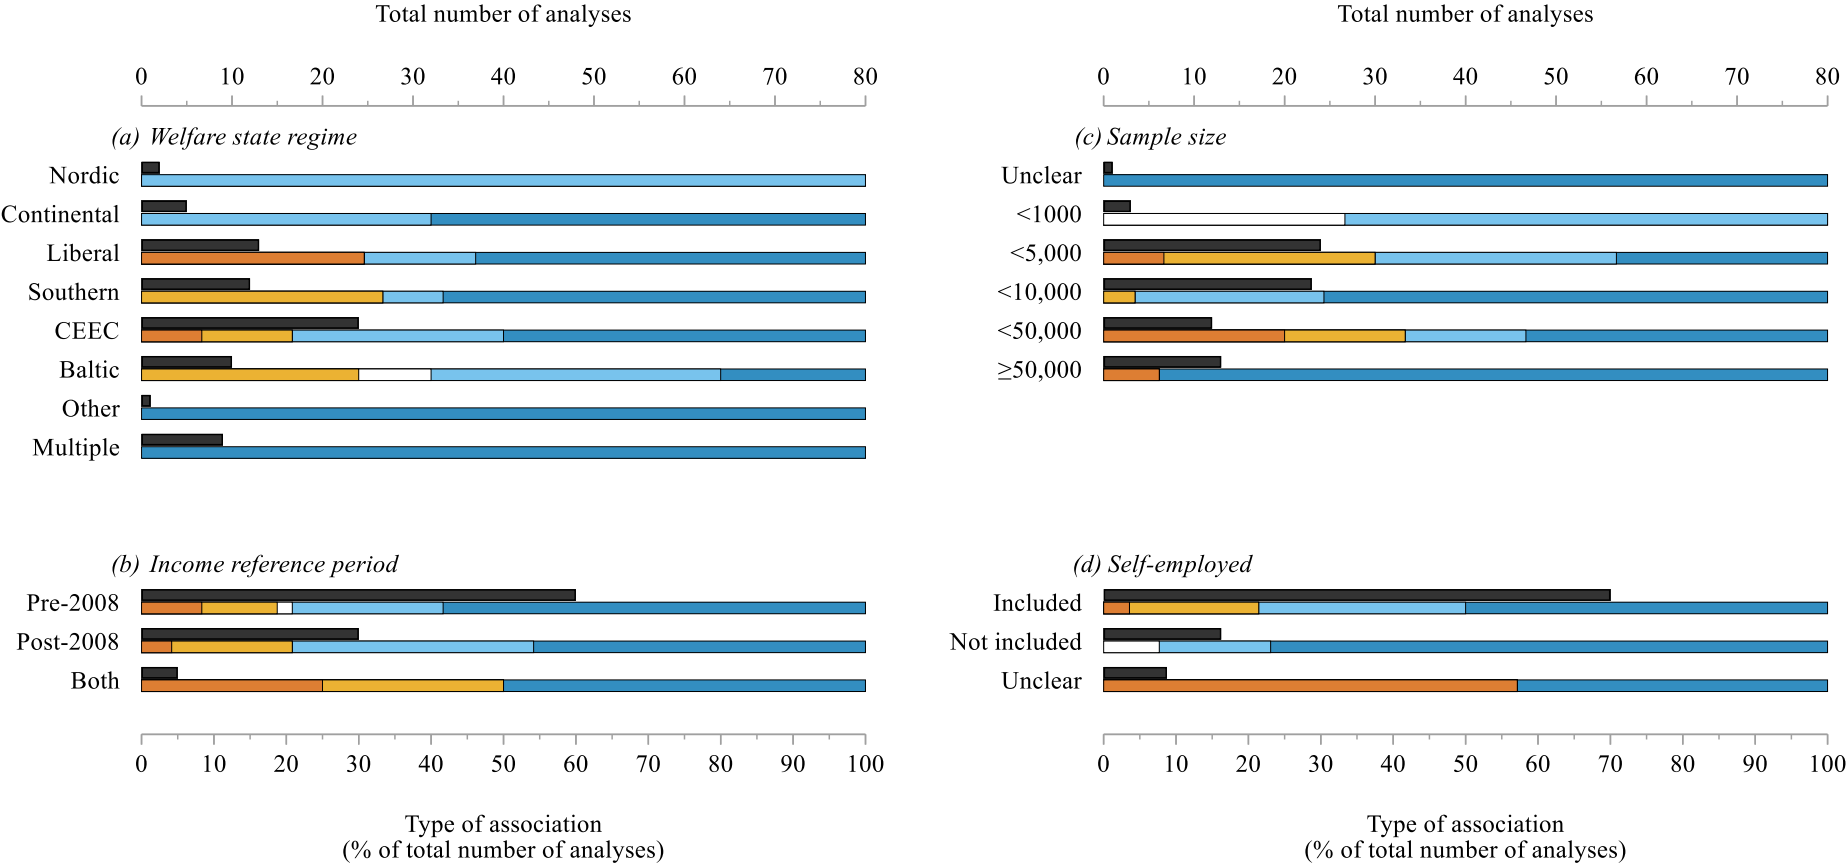 Total number of analyses
0 10 20 30 40 50 60 70 80
(a) Welfare state regime
Nordic
Continental
Liberal
Southern
CEEC
Baltic
Other
Multiple
(b) Income reference period
Pre-2008
Post-2008
Both
0 10 20 30 40 50 60 70 80 90 100
Type of association
(% of total number of analyses)
Total number of analyses
0 10 20 30 40 50 60 70 80
(c) Sample size
Unclear
<1000
<5,000
<10,000
<50,000
≥50,000
(d) Self-employed
Included
Not included
Unclear
0 10 20 30 40 50 60 70 80 90 100
Type of association
(% of total number of analyses)